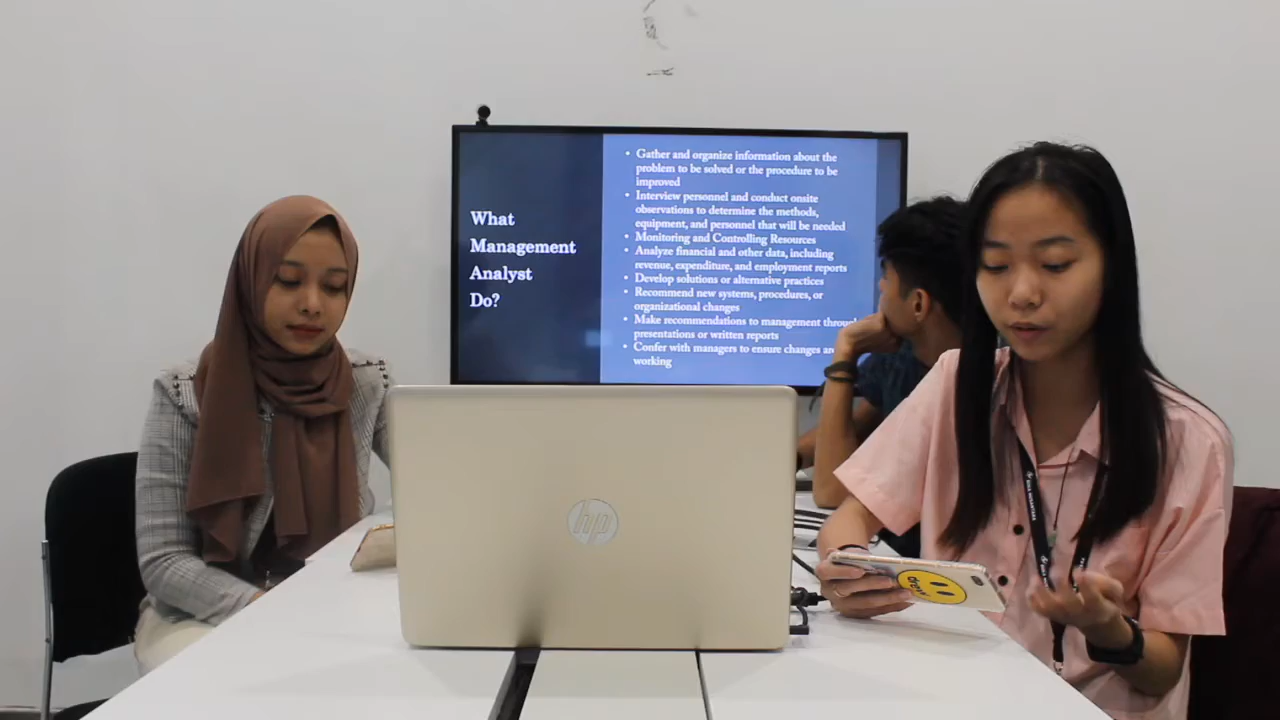 What
Management
Analyst
Do?
• Gather and organize information about the
problem to be solved or the procedure to be
improved
• Interview personnel and conduct onsite
observations to determine the methods,
equipment, and personnel that will be needed
• Monitoring and Controlling Resources
• Analyze financial and other data, including
revenue, expenditure, and employment reports
• Develop solutions or alternative practices
• Recommend new systems, procedures, or
organizational changes
• Make recommendations to management through
presentations or written reports
• Confer with managers to ensure changes are
working
hp
drew